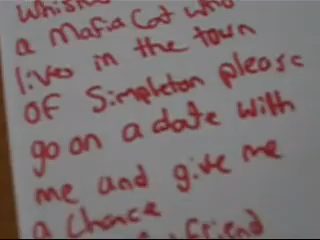 a Mafia Cat who
lives in the town
of Simpleton please
go on a date with
me and give me
a chance
friend